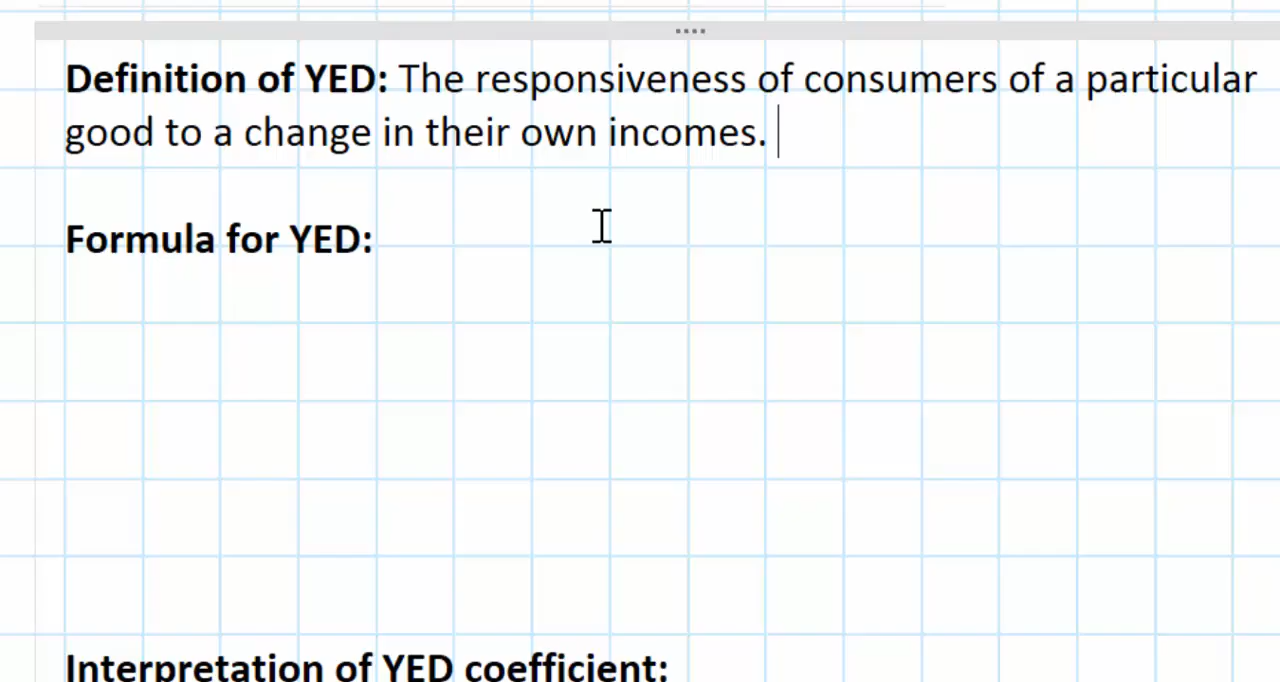 Definition of YED: The responsiveness of consumers of a particular
good to a change in their own incomes.
Formula for YED:
Interpretation of YED coefficient: